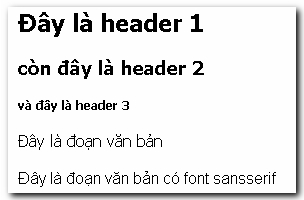 Đây là header 1
còn đây là header 2
và đây là header 3
Đây là đoạn văn bản
Đây là đoạn văn bản có font sansserif